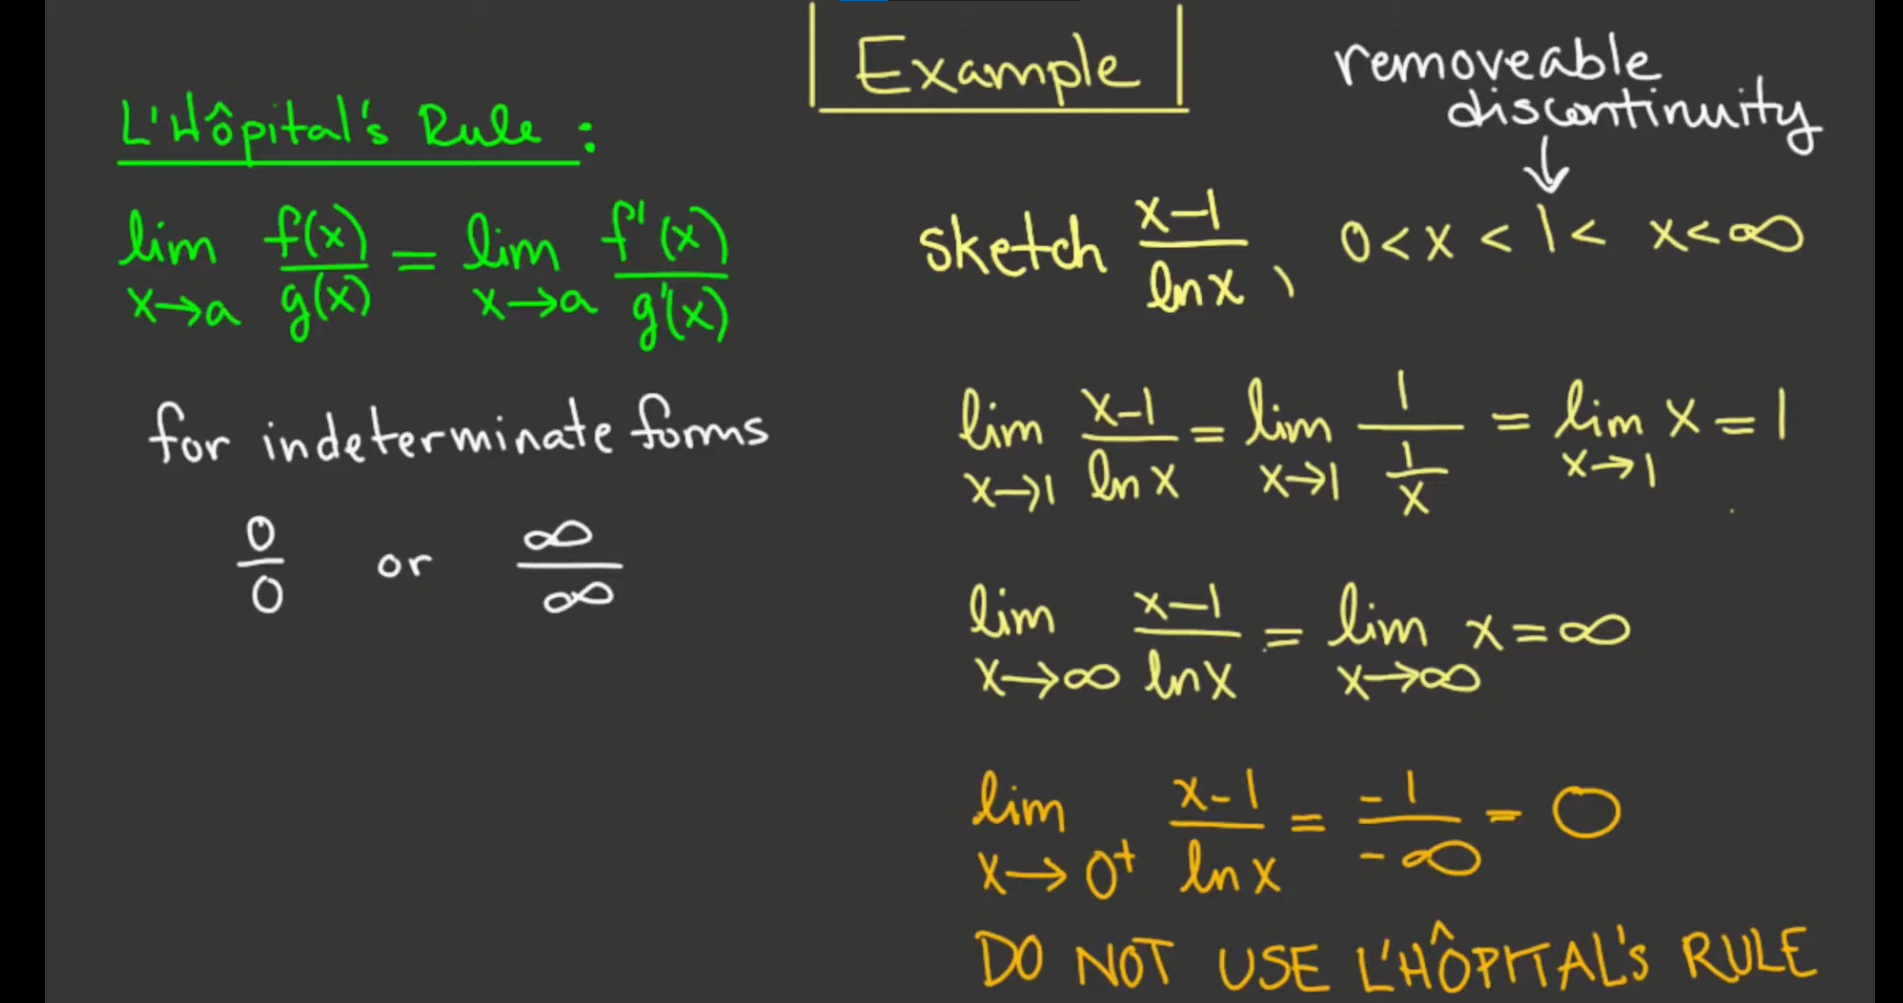 Example
L'Hôpital's Rule :
lim x→a f(x)/g(x) = lim x→a f'(x)/g'(x)
for indeterminate forms
0/0 or ∞/∞
removeable
discontinuity
↓
sketch (x-1)/(ln x), 0 < x < 1 < x < ∞
lim x→1 (x-1)/(ln x) = lim x→1 1/(1/x) = lim x→1 x = 1
lim x→∞ (x-1)/(ln x) = lim x→∞ x = ∞
lim x→0⁺ (x-1)/(ln x) = -1/-∞ = 0
DO NOT USE L'HÔPITAL'S RULE